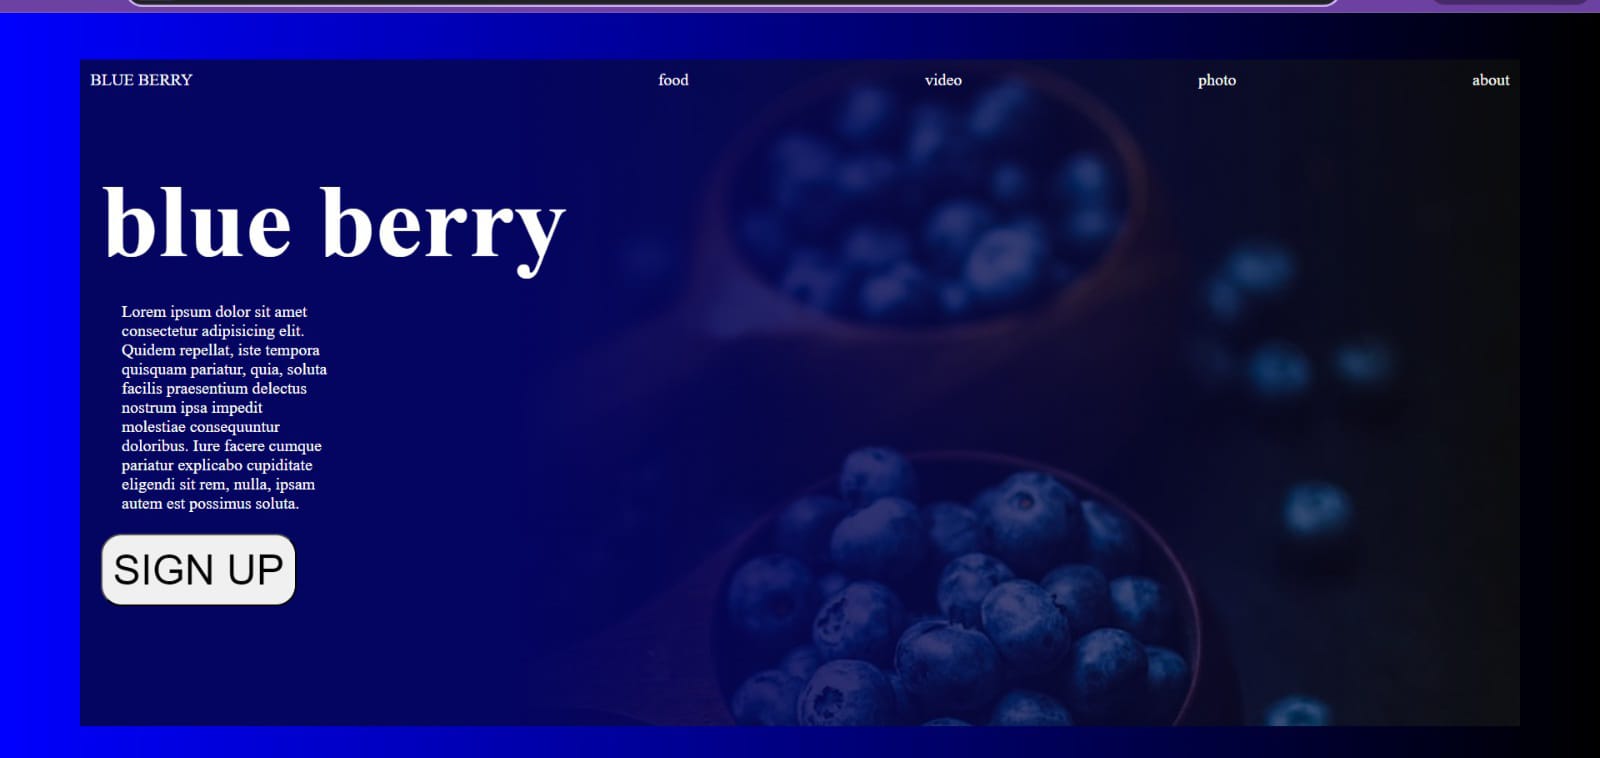 BLUE BERRY food video photo about
blue berry
Lorem ipsum dolor sit amet
consectetur adipisicing elit.
Quidem repellat, iste tempora
quisquam pariatur, quia, soluta
facilis praesentium delectus
nostrum ipsa impedit
molestiae consequuntur
doloribus. Iure facere cumque
pariatur explicabo cupiditate
eligendi sit rem, nulla, ipsam
autem est possimus soluta.
SIGN UP